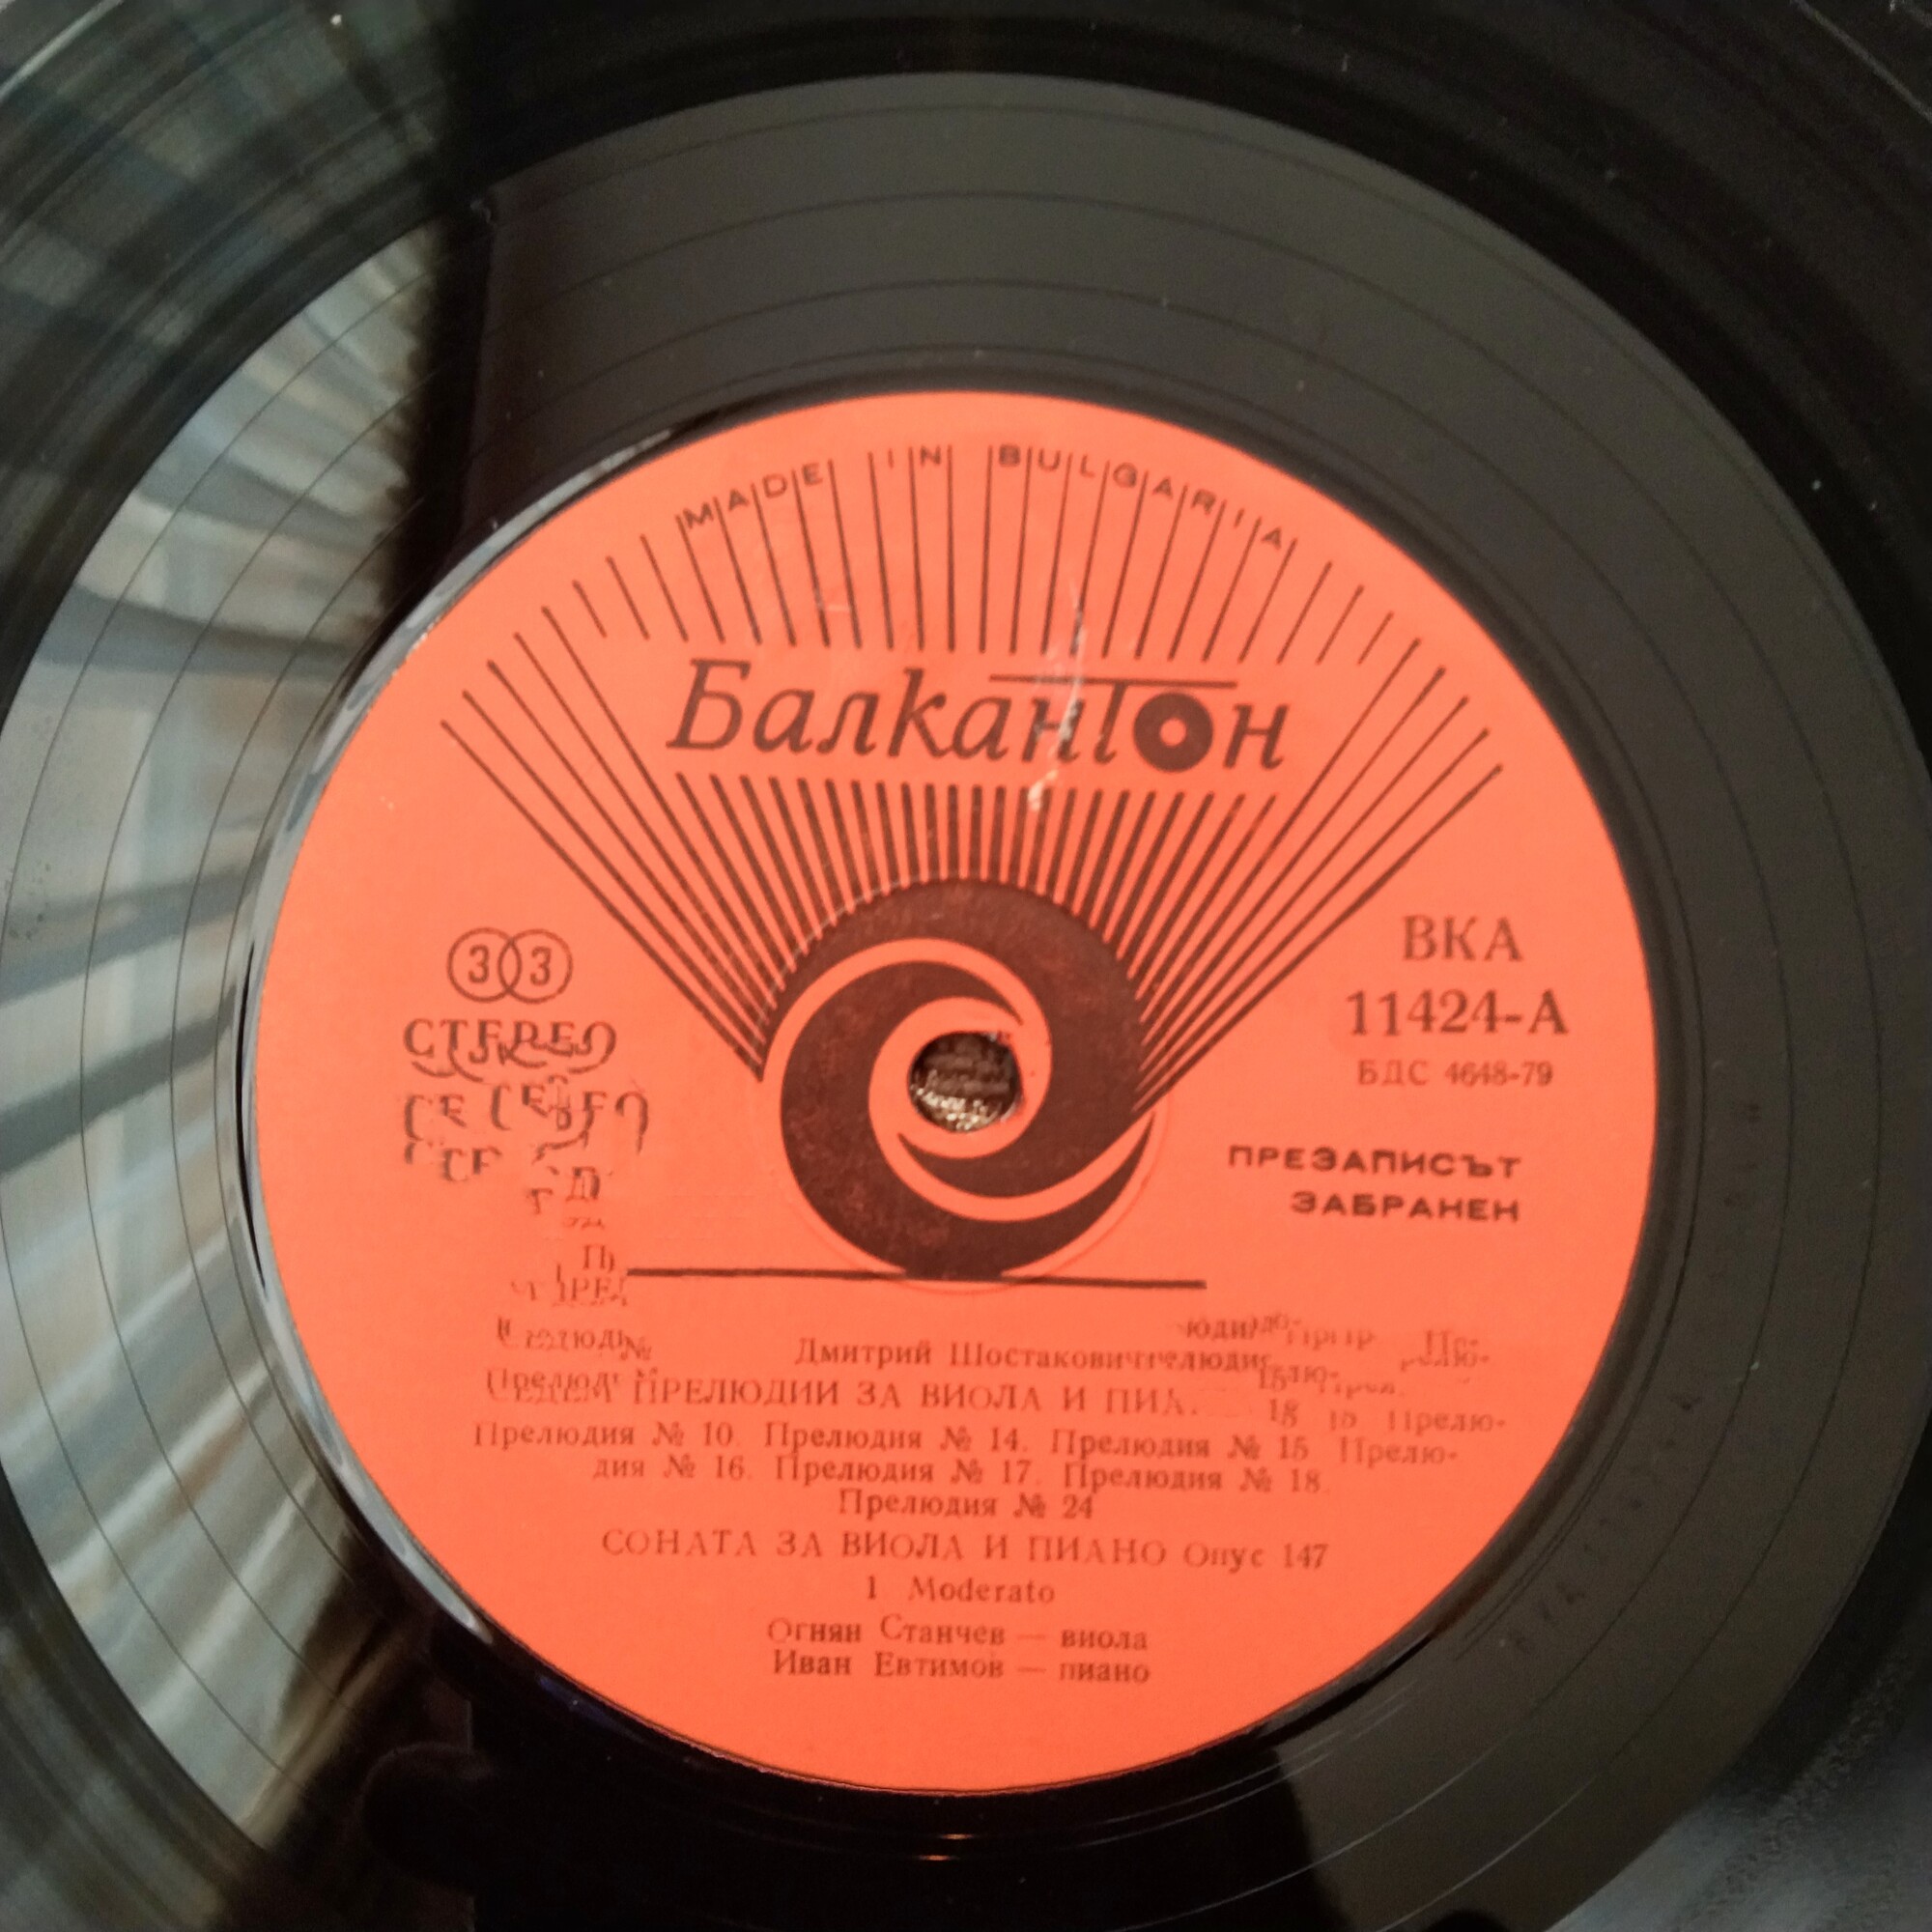 MADE IN BULGARIA
Балкантон
33
СТЕРЕО
ВКА
11424-А
БДС 4648-79
ПРЕЗАПИСЪТ
ЗАБРАНЕН
Дмитрий Шостакович
ПРЕЛЮДИИ ЗА ВИОЛА И
Прелюдия № 10. Прелюдия № 14. Прелюдия № 15 Прелю-
дия № 16. Прелюдия № 17. Прелюдия № 18.
Прелюдия № 24
СОНАТА ЗА ВИОЛА И ПИАНО Опус 147
1. Moderato
Огнян Станчев — виола
Иван Евтимов — пиано